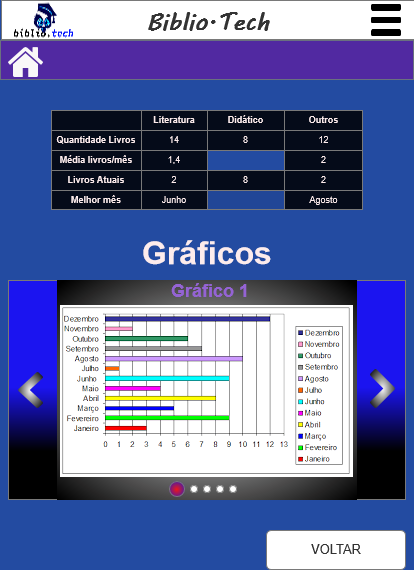 biblio.tech
Biblio·Tech
Literatura Didático Outros
Quantidade Livros 14 8 12
Média livros/mês 1,4 2
Livros Atuais 2 8 2
Melhor mês Junho Agosto
Gráficos
Gráfico 1
Dezembro
Novembro
Outubro
Setembro
Agosto
Julho
Junho
Maio
Abril
Março
Fevereiro
Janeiro
0 1 2 3 4 5 6 7 8 9 10 11 12 13
Dezembro
Novembro
Outubro
Setembro
Agosto
Julho
Junho
Maio
Abril
Março
Fevereiro
Janeiro
VOLTAR